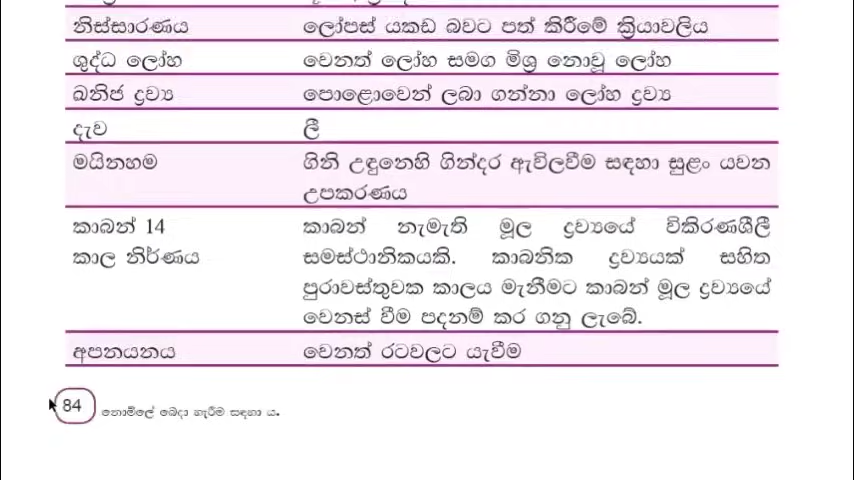 නිස්සාරණය ලෝපස් යකඩ බවට පත් කිරීමේ ක්‍රියාවලිය
ශුද්ධ ලෝහ වෙනත් ලෝහ සමග මිශ්‍ර නොවූ ලෝහ
ඛනිජ ද්‍රව්‍ය පොළොවෙන් ලබා ගන්නා ලෝහ ද්‍රව්‍ය
දැව ලී
මයිනහම ගිනි උඳුනෙහි ගින්දර ඇවිලවීම සඳහා සුළං යවන
උපකරණය
කාබන් 14 කාබන් නැමැති මූල ද්‍රව්‍යයේ විකිරණශීලී
කාල නිර්ණය සමස්ථානිකයකි. කාබනික ද්‍රව්‍යයක් සහිත
පුරාවස්තුවක කාලය මැනීමට කාබන් මූල ද්‍රව්‍යයේ
වෙනස් වීම පදනම් කර ගනු ලැබේ.
අපනයනය වෙනත් රටවලට යැවීම
84 නොමිලේ බෙදා හැරීම සඳහා ය.